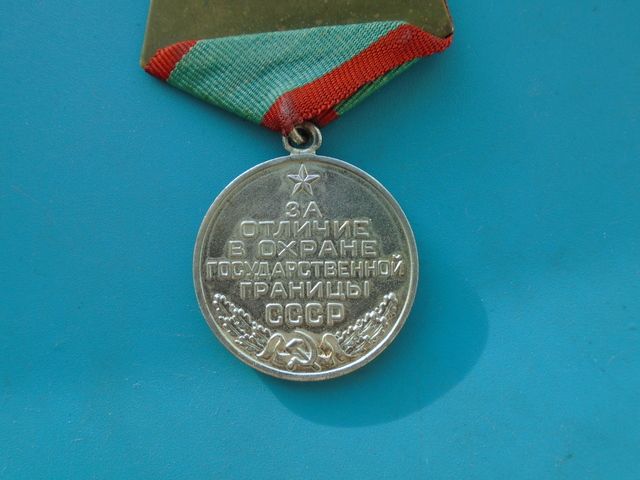 ЗА
ОТЛИЧИЕ
В ОХРАНЕ
ГОСУДАРСТВЕННОЙ
ГРАНИЦЫ
СССР